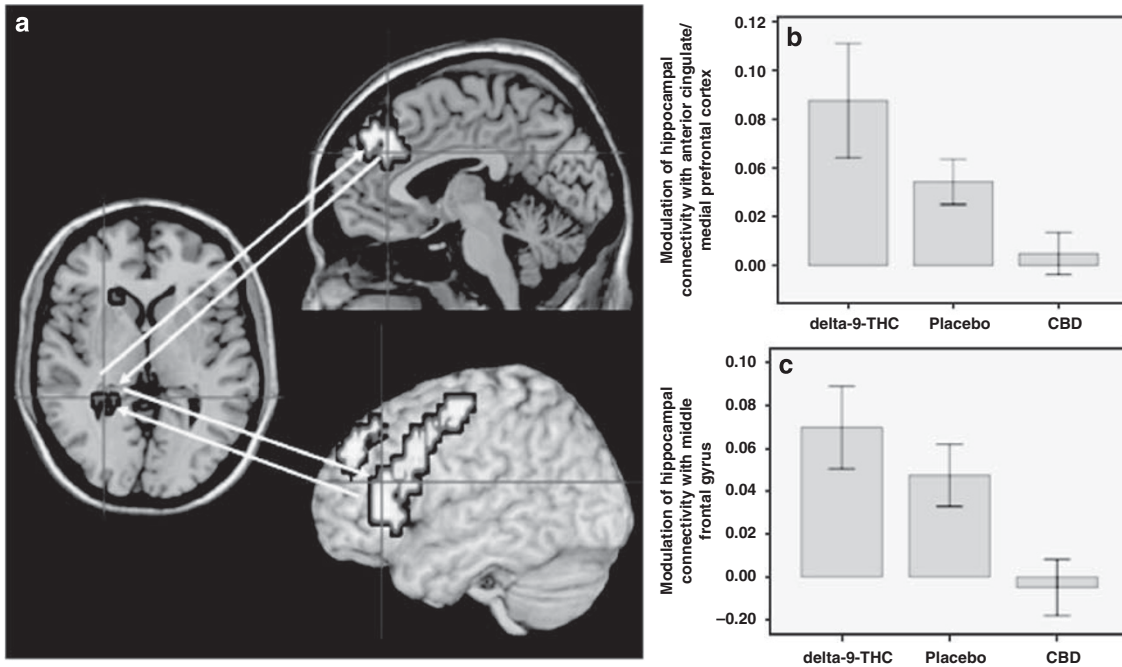 a
b
Modulation of hippocampal
connectivity with anterior cingulate/
medial prefrontal cortex
0.12
0.10
0.08
0.06
0.02
0.00
delta-9-THC Placebo CBD
c
Modulation of hippocampal
connectivity with middle
frontal gyrus
0.10
0.08
0.06
0.04
0.02
0.00
–0.20
delta-9-THC Placebo CBD